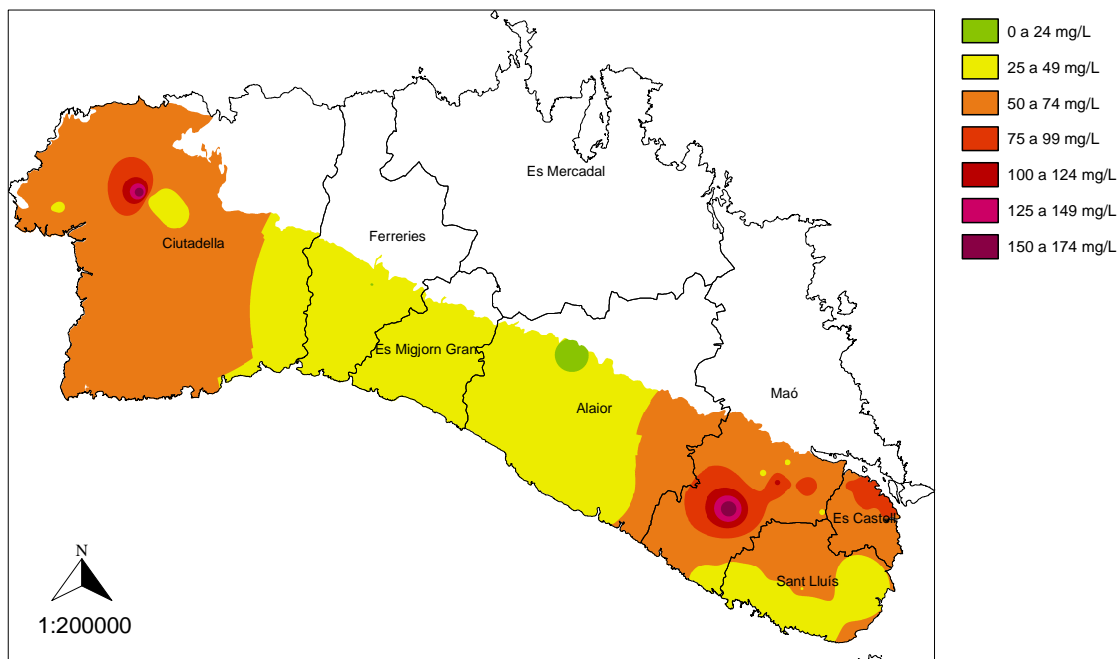 0 a 24 mg/L
25 a 49 mg/L
50 a 74 mg/L
75 a 99 mg/L
100 a 124 mg/L
125 a 149 mg/L
150 a 174 mg/L
Es Mercadal
Ferreries
Ciutadella
Es Migjorn Gran
Alaior
Maó
Es Castell
Sant Lluís
N
1:200000